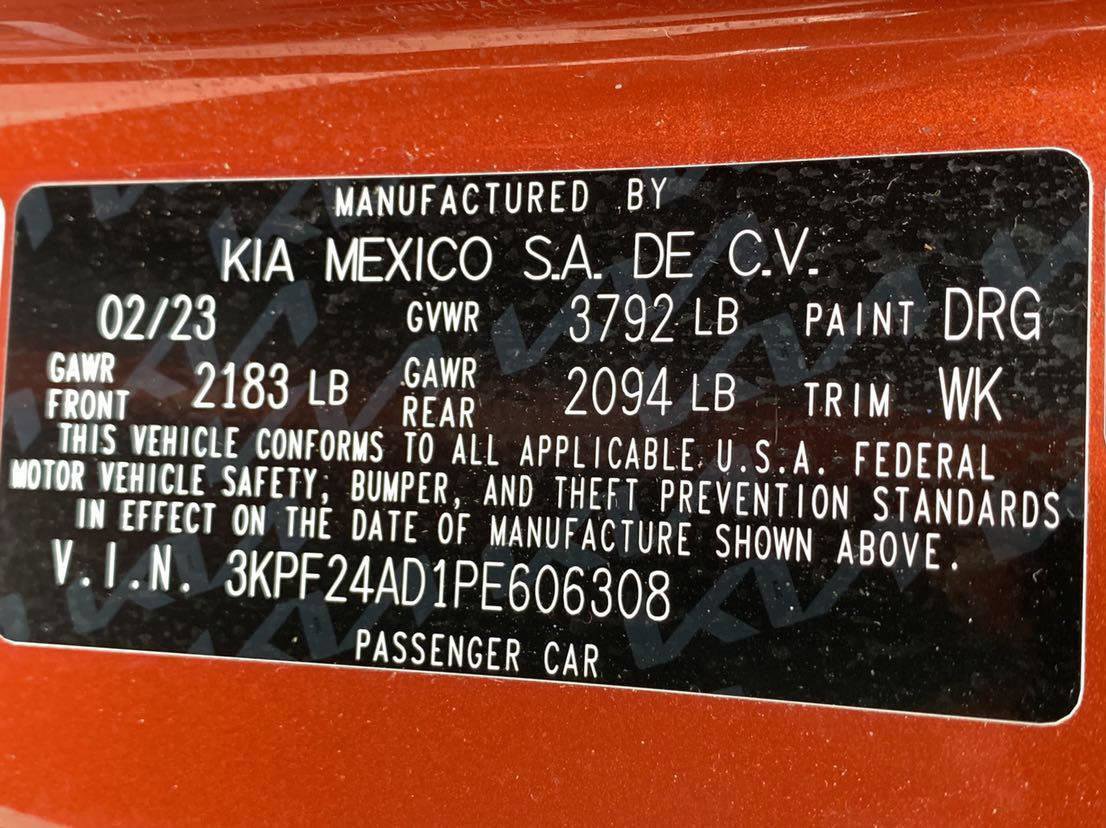 MANUFACTURED BY
KIA MEXICO S.A. DE C.V.
02/23 GVWR 3792 LB PAINT DRG
GAWR FRONT 2183 LB GAWR REAR 2094 LB TRIM WK
THIS VEHICLE CONFORMS TO ALL APPLICABLE U.S.A. FEDERAL
MOTOR VEHICLE SAFETY, BUMPER, AND THEFT PREVENTION STANDARDS
IN EFFECT ON THE DATE OF MANUFACTURE SHOWN ABOVE.
V.I.N. 3KPF24AD1PE606308
PASSENGER CAR